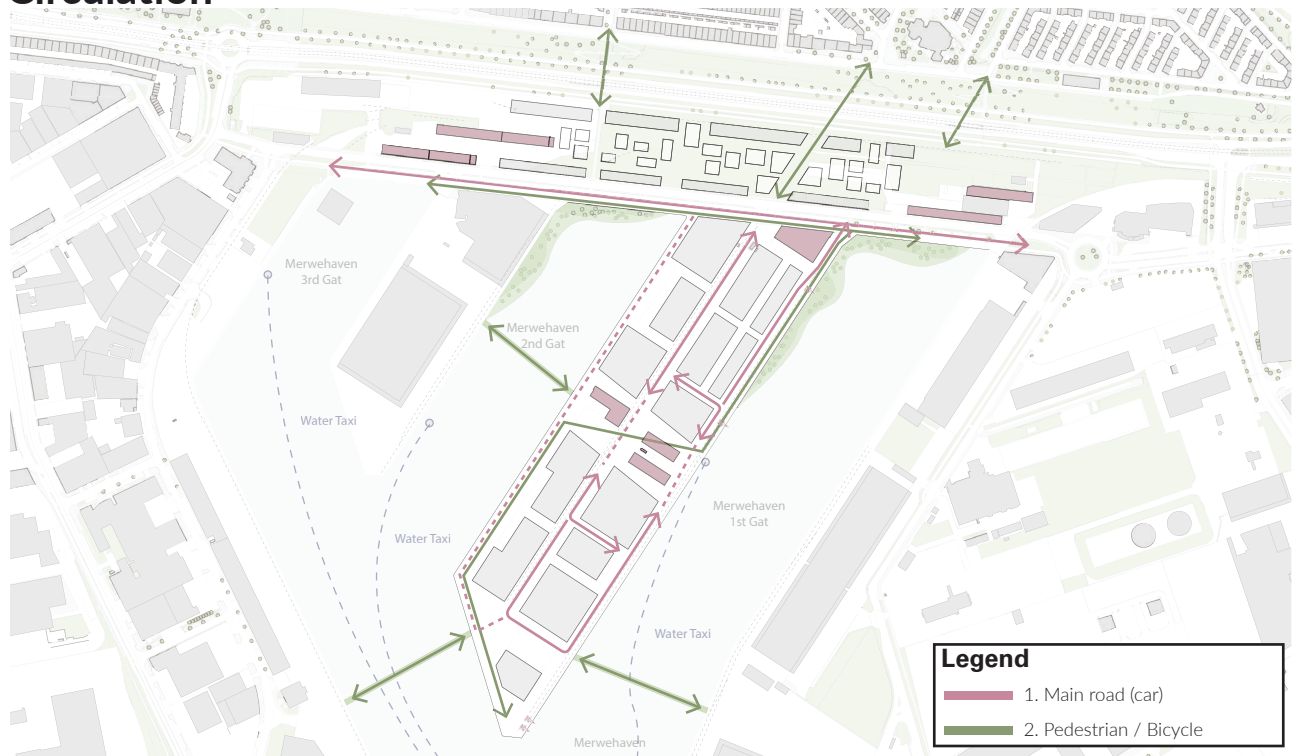 Circulation
Merwehaven
3rd Gat
Merwehaven
2nd Gat
Water Taxi
Merwehaven
1st Gat
Water Taxi
Water Taxi
Merwehaven
Legend
1. Main road (car)
2. Pedestrian / Bicycle